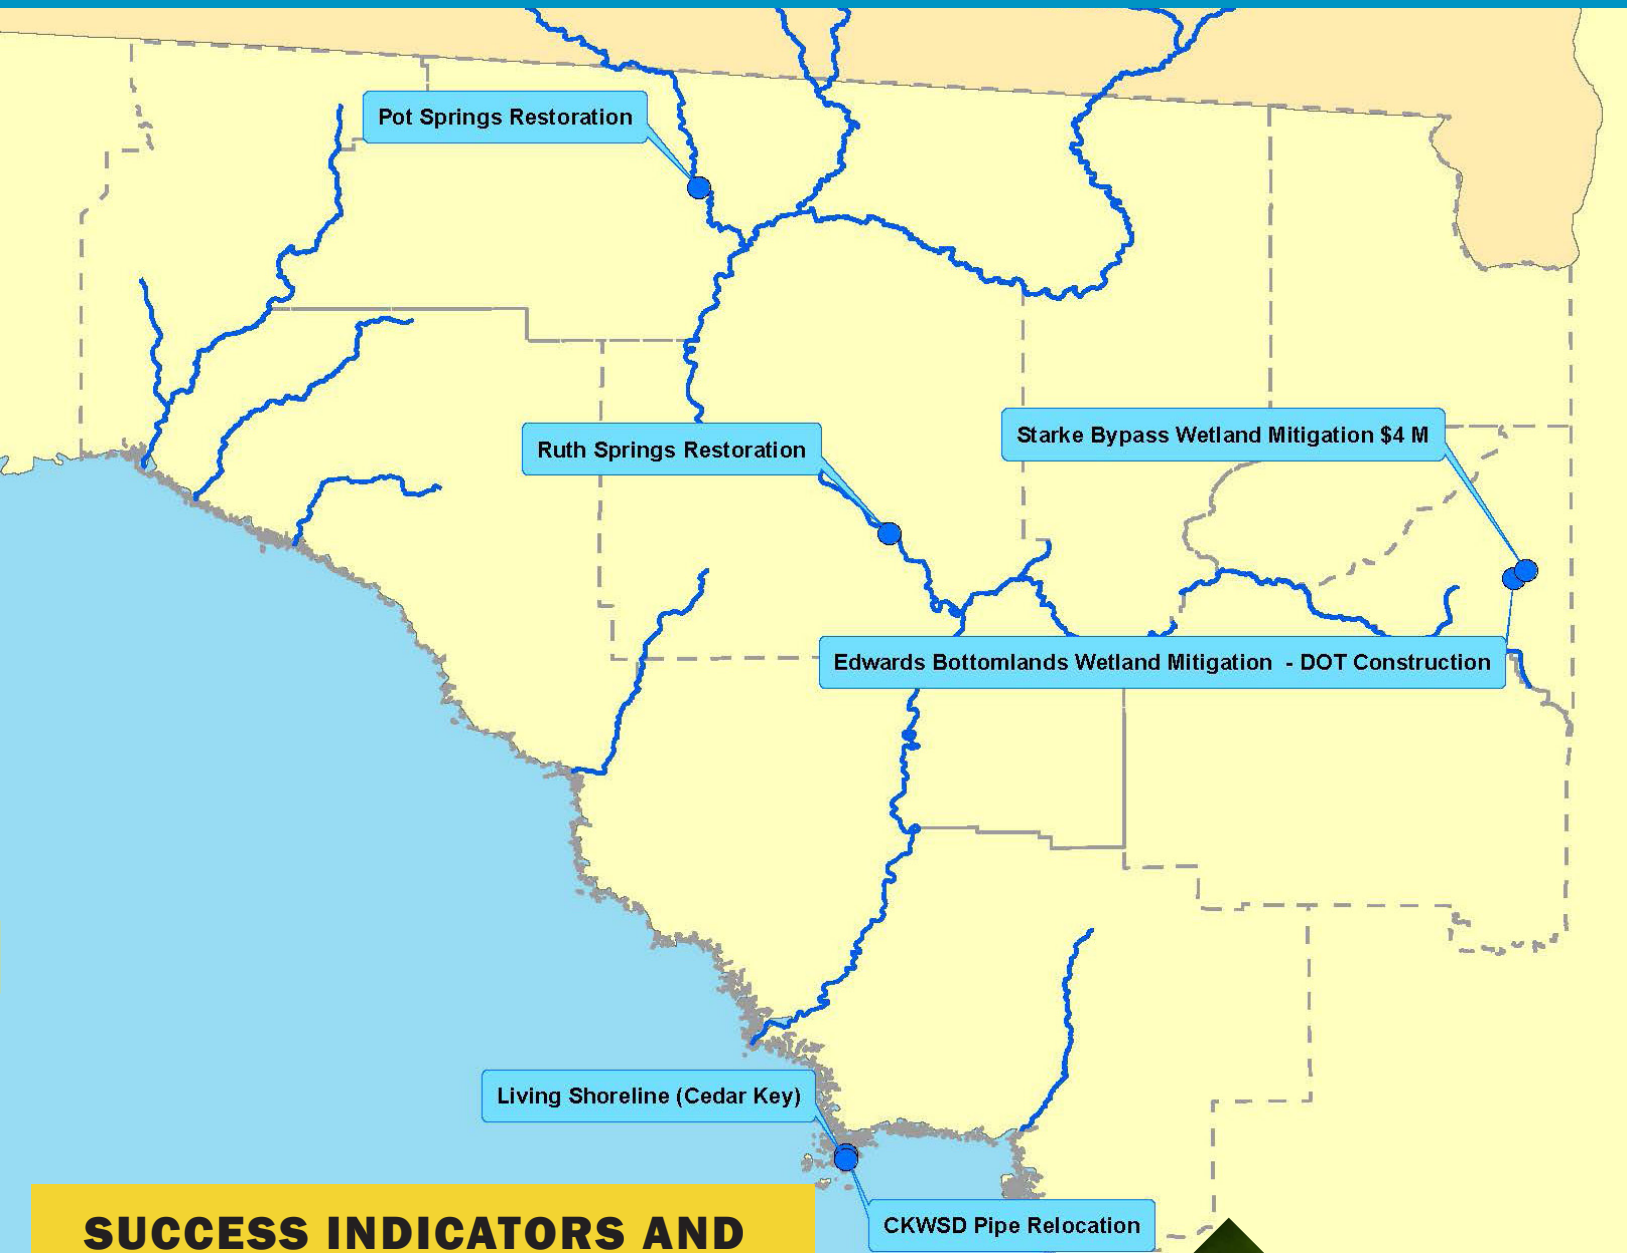 Pot Springs Restoration
Ruth Springs Restoration
Starke Bypass Wetland Mitigation $4 M
Edwards Bottomlands Wetland Mitigation - DOT Construction
Living Shoreline (Cedar Key)
CKWSD Pipe Relocation
SUCCESS INDICATORS AND